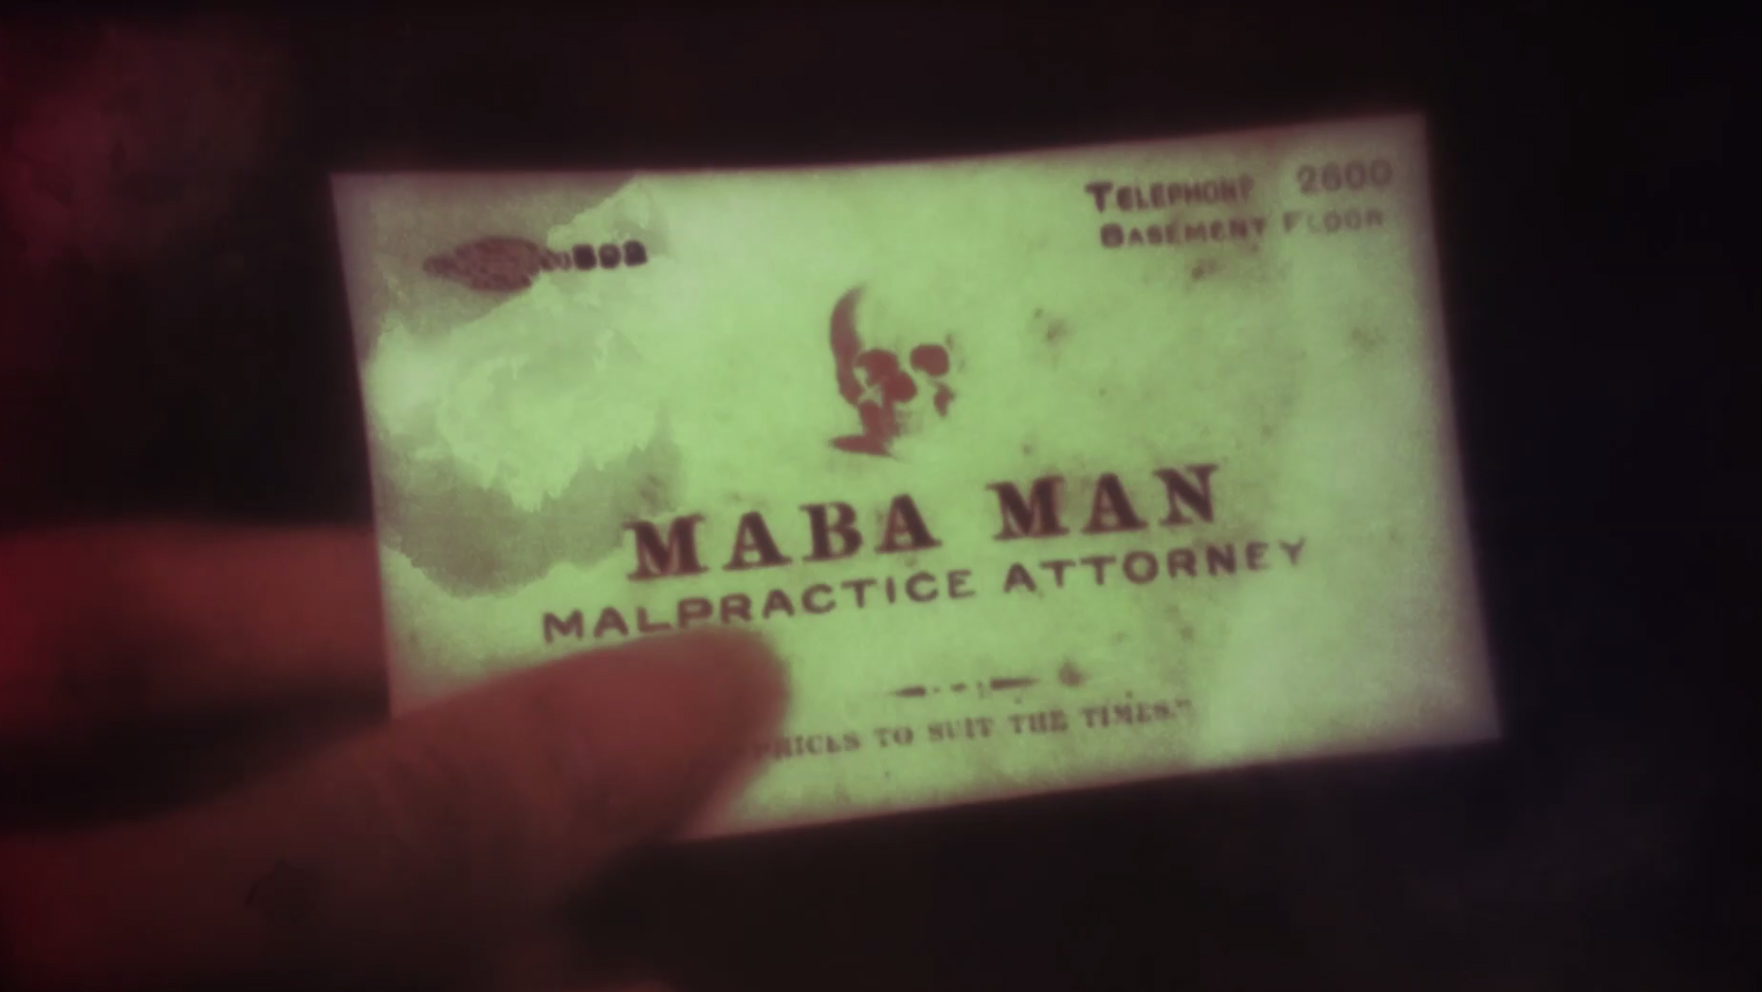 TELEPHONE 2600
BASEMENT FLOOR
MABA MAN
MALPRACTICE ATTORNEY
PRICES TO SUIT THE TIMES."